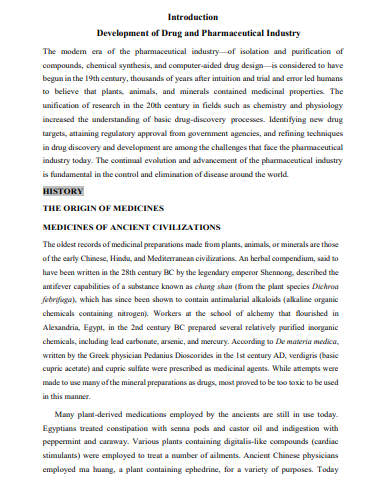 Introduction
Development of Drug and Pharmaceutical Industry
The modern era of the pharmaceutical industry—of isolation and purification of
compounds, chemical synthesis, and computer-aided drug design—is considered to have
begun in the 19th century, thousands of years after intuition and trial and error led humans
to believe that plants, animals, and minerals contained medicinal properties. The
unification of research in the 20th century in fields such as chemistry and physiology
increased the understanding of basic drug-discovery processes. Identifying new drug
targets, attaining regulatory approval from government agencies, and refining techniques
in drug discovery and development are among the challenges that face the pharmaceutical
industry today. The continual evolution and advancement of the pharmaceutical industry
is fundamental in the control and elimination of disease around the world.
HISTORY
THE ORIGIN OF MEDICINES
MEDICINES OF ANCIENT CIVILIZATIONS
The oldest records of medicinal preparations made from plants, animals, or minerals are those
of the early Chinese, Hindu, and Mediterranean civilizations. An herbal compendium, said to
have been written in the 28th century BC by the legendary emperor Shennong, described the
antifever capabilities of a substance known as chang shan (from the plant species Dichroa
febrifuga), which has since been shown to contain antimalarial alkaloids (alkaline organic
chemicals containing nitrogen). Workers at the school of alchemy that flourished in
Alexandria, Egypt, in the 2nd century BC prepared several relatively purified inorganic
chemicals, including lead carbonate, arsenic, and mercury. According to De materia medica,
written by the Greek physician Pedanius Dioscorides in the 1st century AD, verdigris (basic
cupric acetate) and cupric sulfate were prescribed as medicinal agents. While attempts were
made to use many of the mineral preparations as drugs, most proved to be too toxic to be used
in this manner.
Many plant-derived medications employed by the ancients are still in use today.
Egyptians treated constipation with senna pods and castor oil and indigestion with
peppermint and caraway. Various plants containing digitalis-like compounds (cardiac
stimulants) were employed to treat a number of ailments. Ancient Chinese physicians
employed ma huang, a plant containing ephedrine, for a variety of purposes. Today